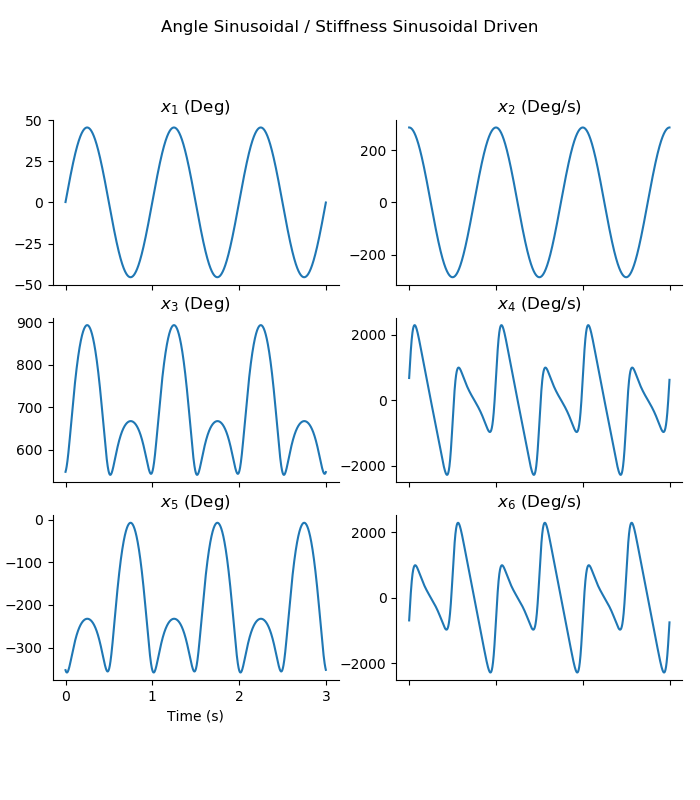 Angle Sinusoidal / Stiffness Sinusoidal Driven
x₁ (Deg)
50
25
0
−25
−50
x₂ (Deg/s)
200
0
−200
x₃ (Deg)
900
800
700
600
x₄ (Deg/s)
2000
0
−2000
x₅ (Deg)
0
−100
−200
−300
0 1 2 3
Time (s)
x₆ (Deg/s)
2000
0
−2000